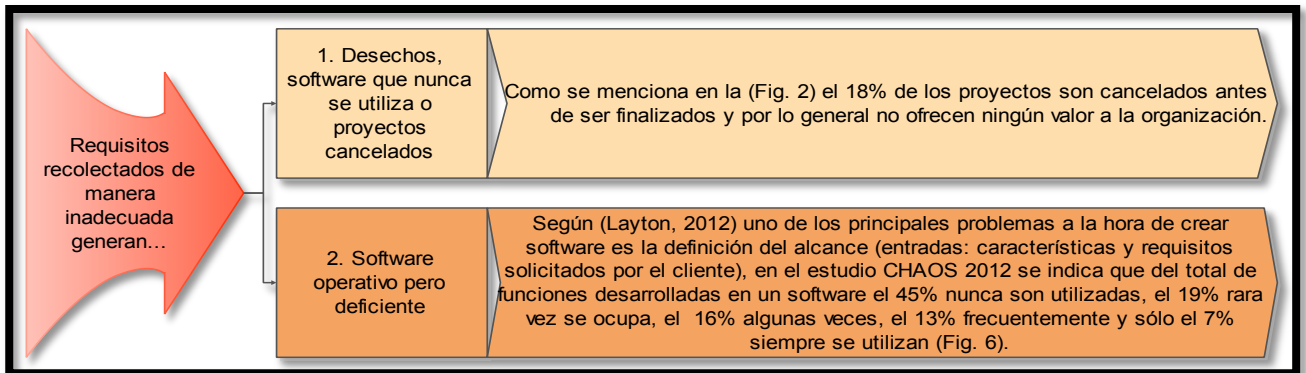 Requisitos
recolectados de
manera
inadecuada
generan...
1. Desechos,
software que nunca
se utiliza o
proyectos
cancelados
Como se menciona en la (Fig. 2) el 18% de los proyectos son cancelados antes
de ser finalizados y por lo general no ofrecen ningún valor a la organización.
2. Software
operativo pero
deficiente
Según (Layton, 2012) uno de los principales problemas a la hora de crear
software es la definición del alcance (entradas: características y requisitos
solicitados por el cliente), en el estudio CHAOS 2012 se indica que del total de
funciones desarrolladas en un software el 45% nunca son utilizadas, el 19% rara
vez se ocupa, el 16% algunas veces, el 13% frecuentemente y sólo el 7%
siempre se utilizan (Fig. 6).